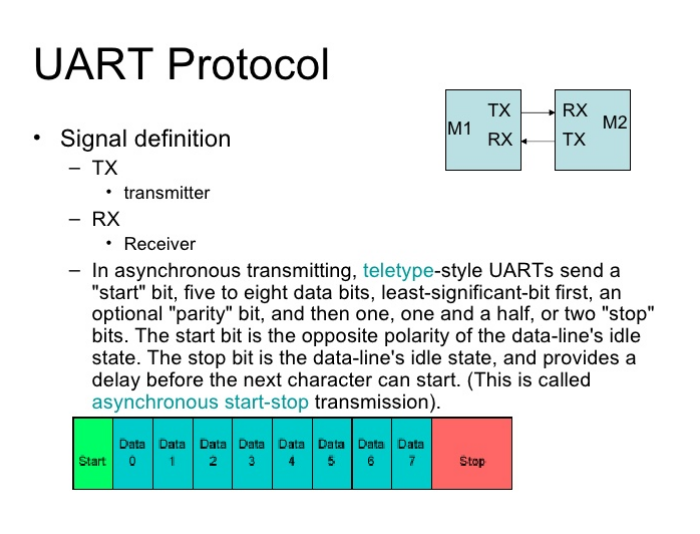 UART Protocol
TX
RX
M1
RX
TX
M2
• Signal definition
– TX
• transmitter
– RX
• Receiver
– In asynchronous transmitting, teletype-style UARTs send a
"start" bit, five to eight data bits, least-significant-bit first, an
optional "parity" bit, and then one, one and a half, or two "stop"
bits. The start bit is the opposite polarity of the data-line's idle
state. The stop bit is the data-line's idle state, and provides a
delay before the next character can start. (This is called
asynchronous start-stop transmission).
Start
Data 0
Data 1
Data 2
Data 3
Data 4
Data 5
Data 6
Data 7
Stop